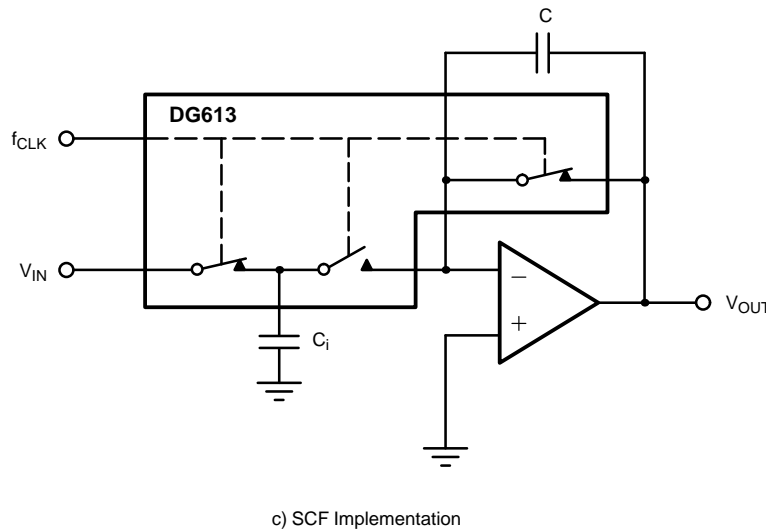 C
DG613
fCLK
VIN
−
+
Ci
VOUT
c) SCF Implementation